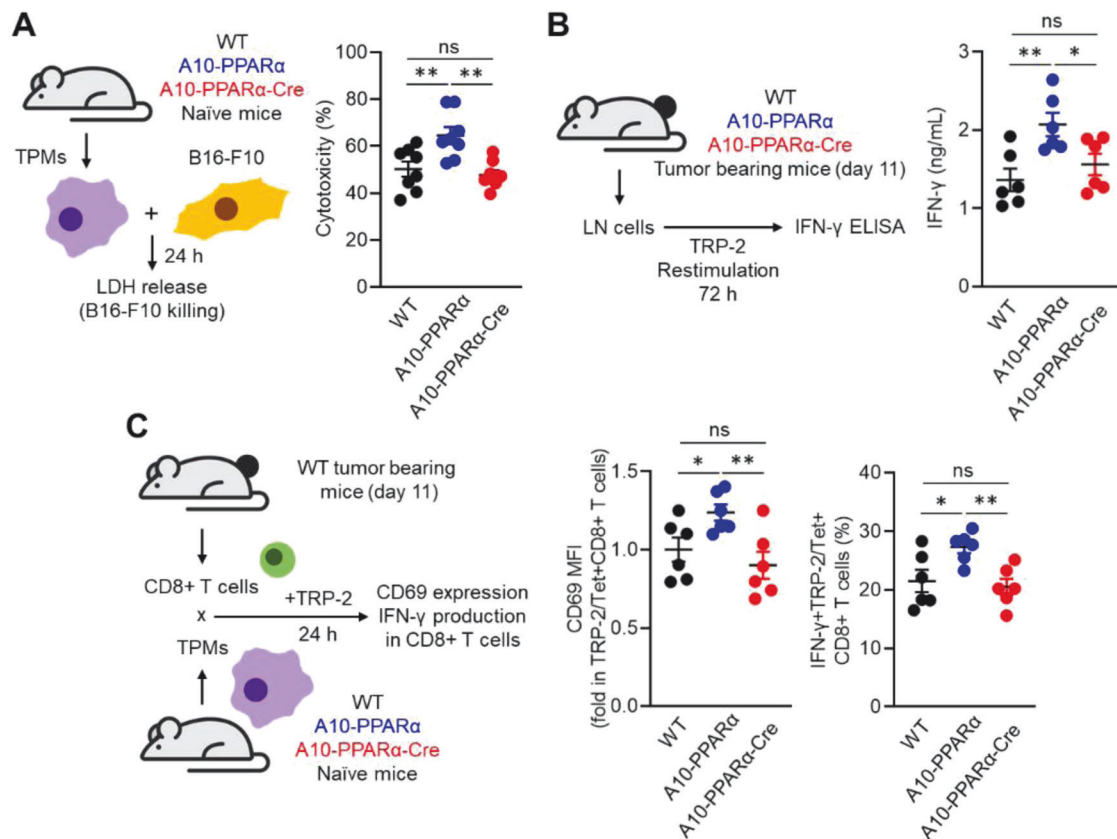 A
WT
A10-PPARα
A10-PPARα-Cre
Naïve mice
TPMs
B16-F10
+
24 h
LDH release
(B16-F10 killing)
Cytotoxicity (%)
100
80
60
40
20
0
ns
** **
WT
A10-PPARα
A10-PPARα-Cre
B
WT
A10-PPARα
A10-PPARα-Cre
Tumor bearing mice (day 11)
LN cells
IFN-γ ELISA
TRP-2
Restimulation
72 h
IFN-γ (ng/mL)
3
2
1
0
ns
** *
WT
A10-PPARα
A10-PPARα-Cre
C
WT tumor bearing
mice (day 11)
CD8+ T cells
x
TPMs
+TRP-2
24 h
CD69 expression
IFN-γ production
in CD8+ T cells
WT
A10-PPARα
A10-PPARα-Cre
Naïve mice
CD69 MFI
(fold in TRP-2/Tet+CD8+ T cells)
1.5
1.0
0.5
0.0
ns
* **
WT
A10-PPARα
A10-PPARα-Cre
IFN-γ+TRP-2/Tet+
CD8+ T cells (%)
40
30
20
10
0
ns
* **
WT
A10-PPARα
A10-PPARα-Cre